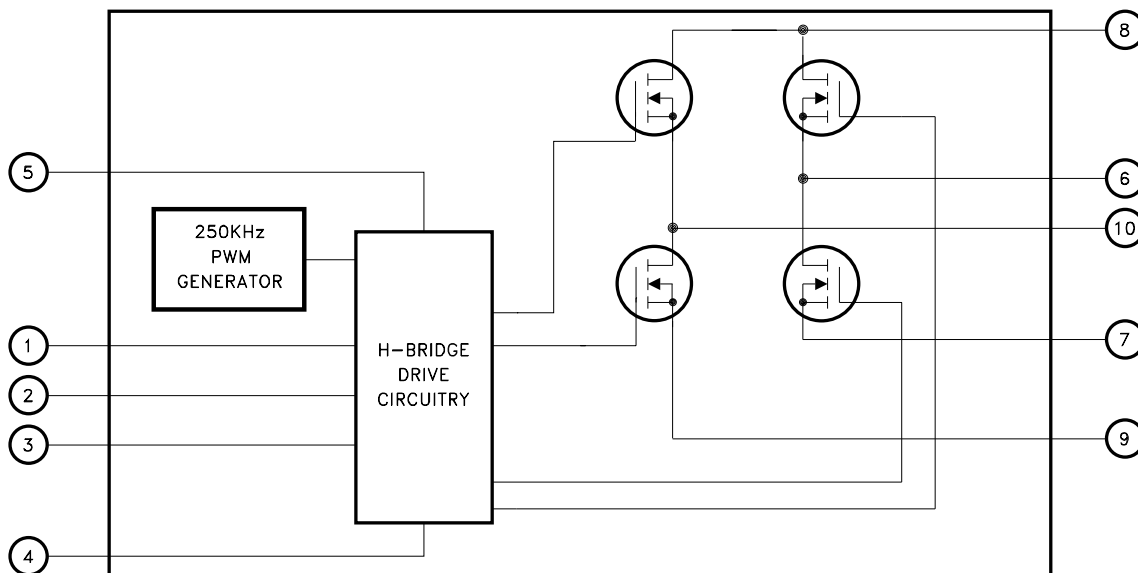 8
5
6
250KHz
PWM
GENERATOR
10
1
H-BRIDGE
DRIVE
CIRCUITRY
7
2
3
9
4